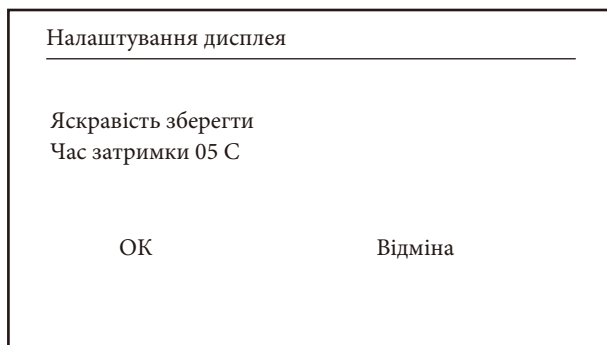 Налаштування дисплея
Яскравість зберегти
Час затримки 05 С
ОК Відміна